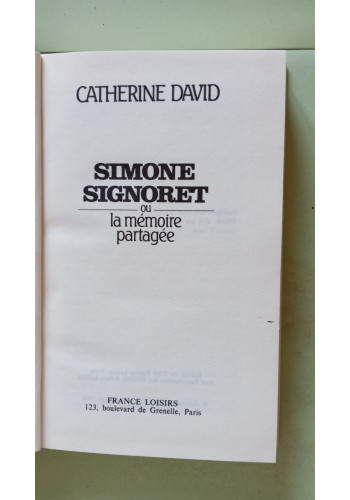 CATHERINE DAVID
SIMONE
SIGNORET
ou
la mémoire
partagée
FRANCE LOISIRS
123, boulevard de Grenelle, Paris